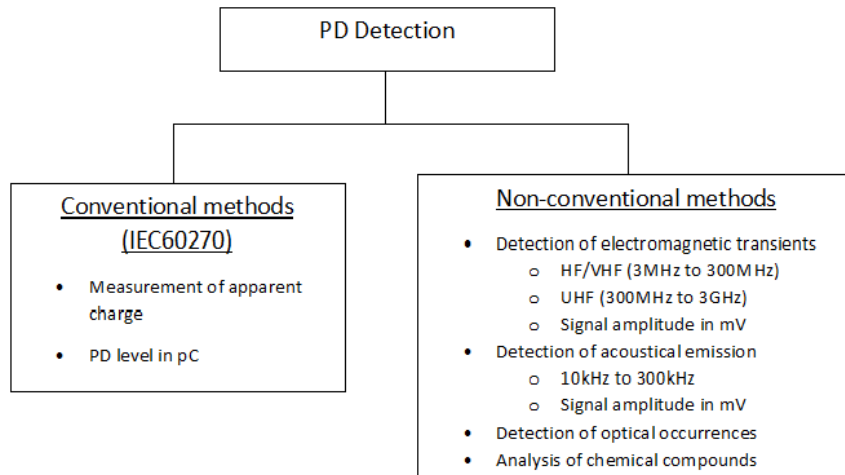 PD Detection
Conventional methods
(IEC60270)
• Measurement of apparent
charge
• PD level in pC
Non-conventional methods
• Detection of electromagnetic transients
o HF/VHF (3MHz to 300MHz)
o UHF (300MHz to 3GHz)
o Signal amplitude in mV
• Detection of acoustical emission
o 10kHz to 300kHz
o Signal amplitude in mV
• Detection of optical occurrences
• Analysis of chemical compounds